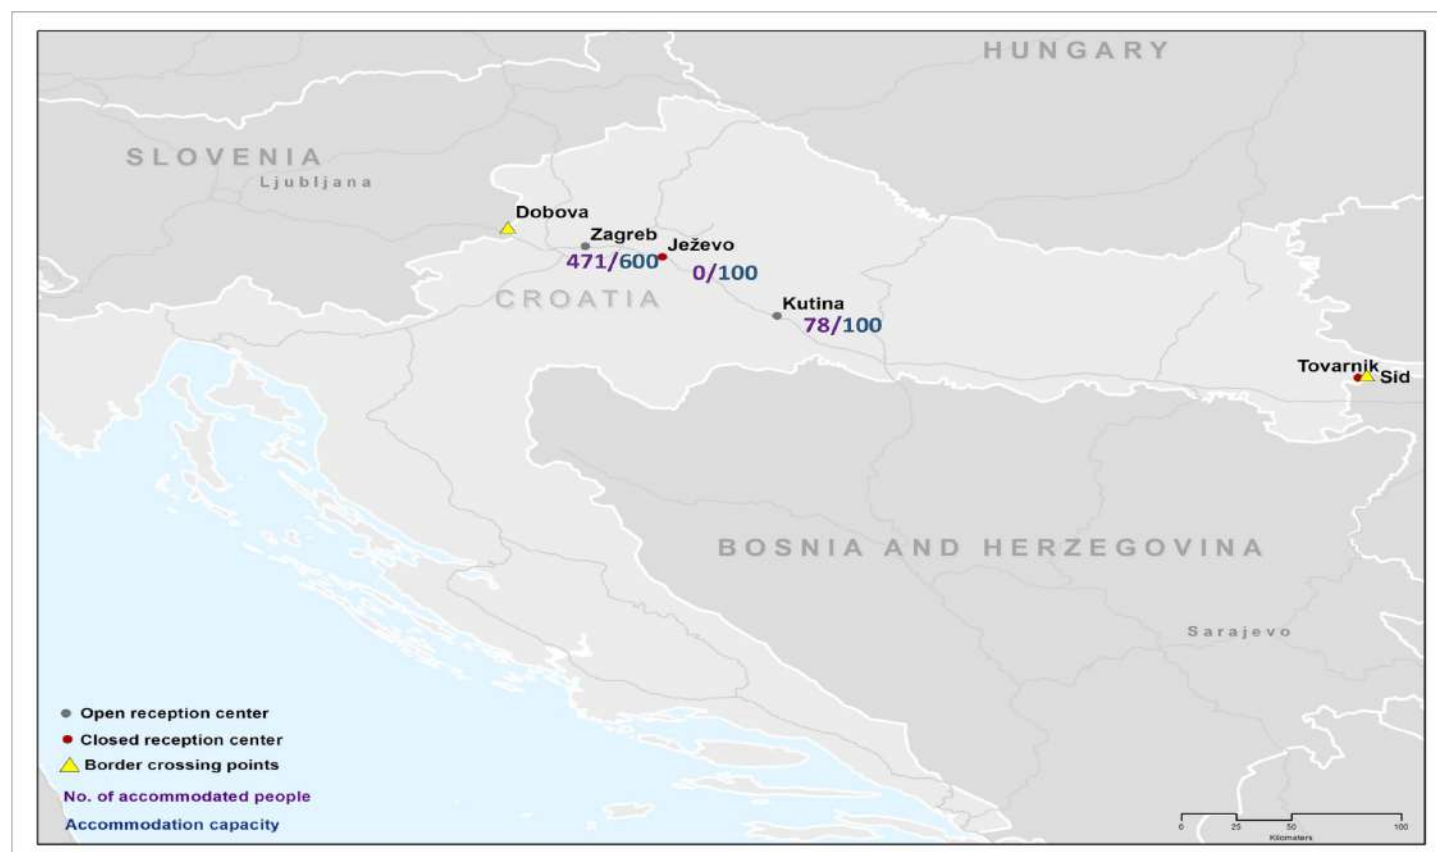 HUNGARY
SLOVENIA
Ljubljana
Dobova
Zagreb
471/600
Ježevo
0/100
CROATIA
Kutina
78/100
Tovarnik
Sid
BOSNIA AND HERZEGOVINA
Sarajevo
Open reception center
Closed reception center
Border crossing points
No. of accommodated people
Accommodation capacity
0 25 50 100
Kilometers